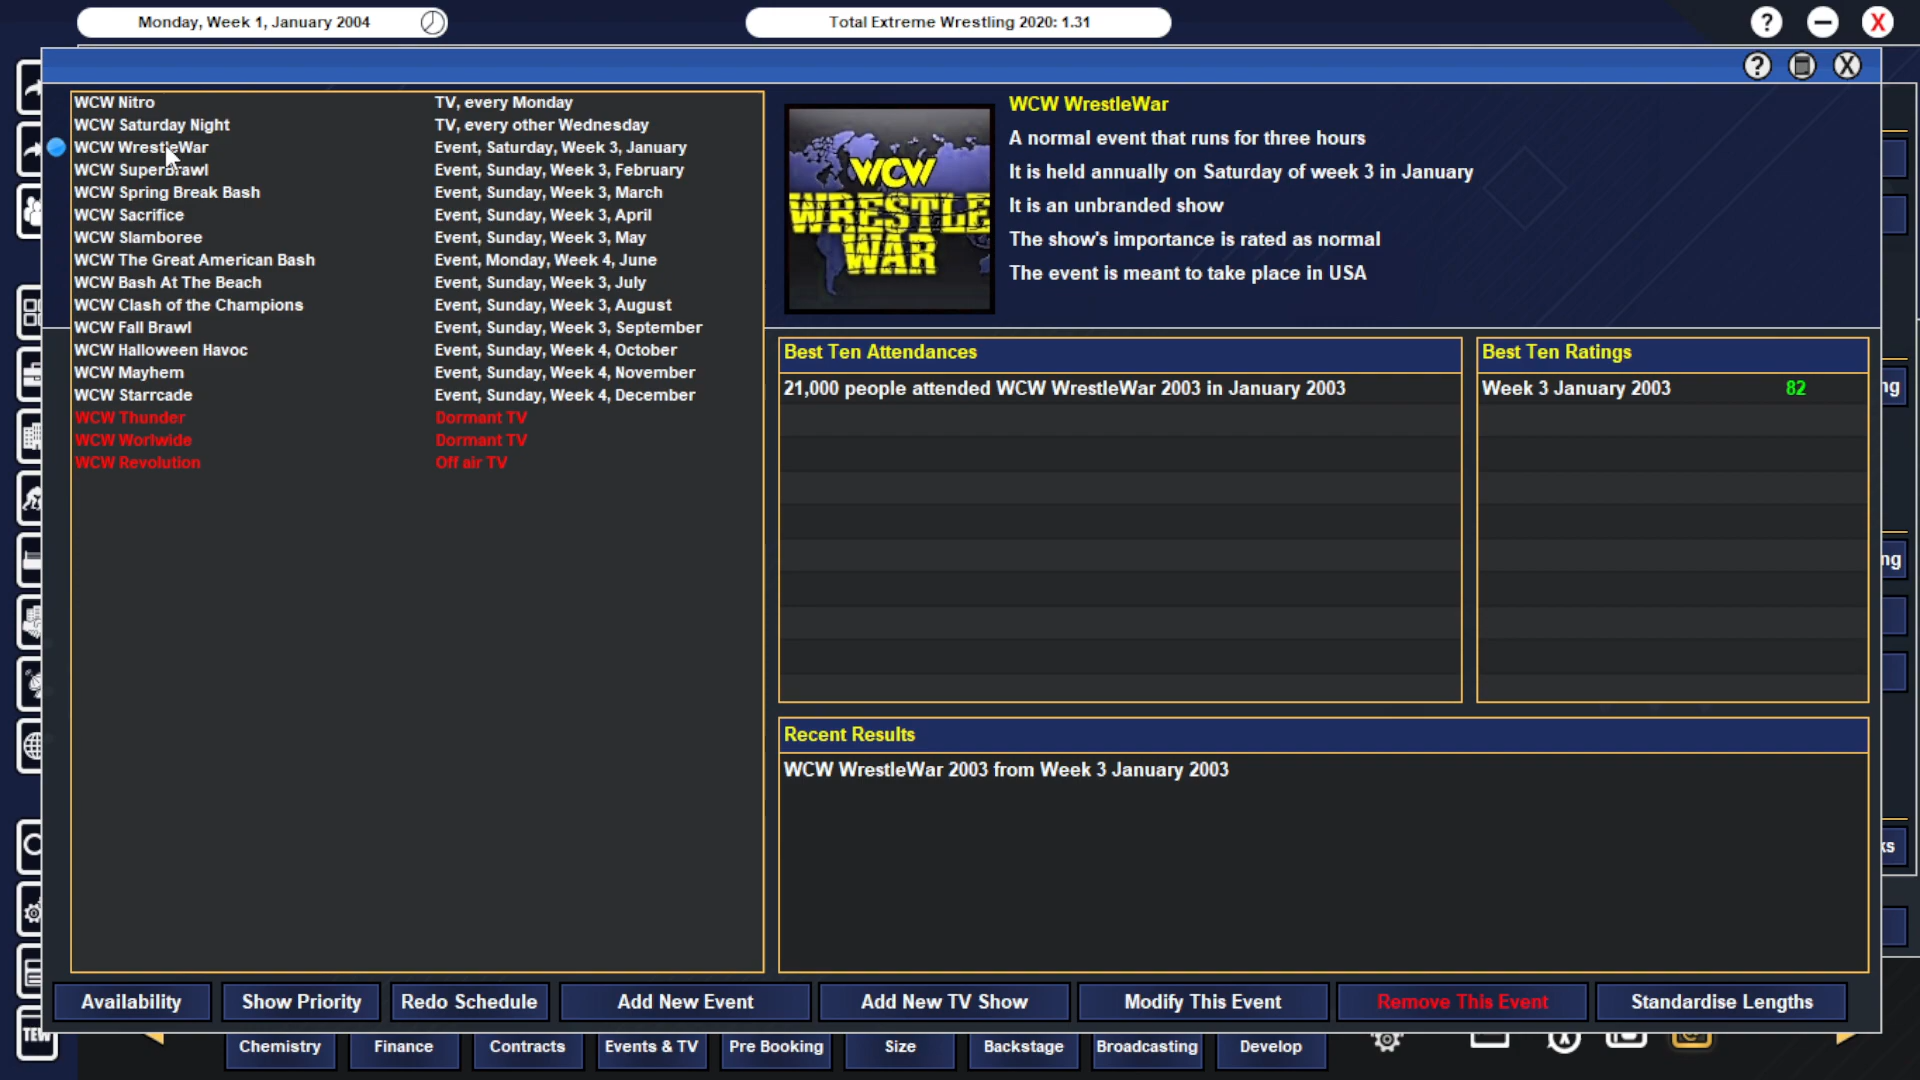 Monday, Week 1, January 2004
Total Extreme Wrestling 2020: 1.31
? X
? X
WCW Nitro TV, every Monday
WCW Saturday Night TV, every other Wednesday
WCW WrestleWar Event, Saturday, Week 3, January
WCW SuperBrawl Event, Sunday, Week 3, February
WCW Spring Break Bash Event, Sunday, Week 3, March
WCW Sacrifice Event, Sunday, Week 3, April
WCW Slamboree Event, Sunday, Week 3, May
WCW The Great American Bash Event, Monday, Week 4, June
WCW Bash At The Beach Event, Sunday, Week 3, July
WCW Clash of the Champions Event, Sunday, Week 3, August
WCW Fall Brawl Event, Sunday, Week 3, September
WCW Halloween Havoc Event, Sunday, Week 4, October
WCW Mayhem Event, Sunday, Week 4, November
WCW Starrcade Event, Sunday, Week 4, December
WCW Thunder Dormant TV
WCW Worlwide Dormant TV
WCW Revolution Off air TV
WCW
WRESTLE
WAR
WCW WrestleWar
A normal event that runs for three hours
It is held annually on Saturday of week 3 in January
It is an unbranded show
The show's importance is rated as normal
The event is meant to take place in USA
Best Ten Attendances
21,000 people attended WCW WrestleWar 2003 in January 2003
Best Ten Ratings
Week 3 January 2003 82
Recent Results
WCW WrestleWar 2003 from Week 3 January 2003
ng
ng
ks
Availability Show Priority Redo Schedule Add New Event Add New TV Show Modify This Event Remove This Event Standardise Lengths
TEW
Chemistry Finance Contracts Events & TV Pre Booking Size Backstage Broadcasting Develop